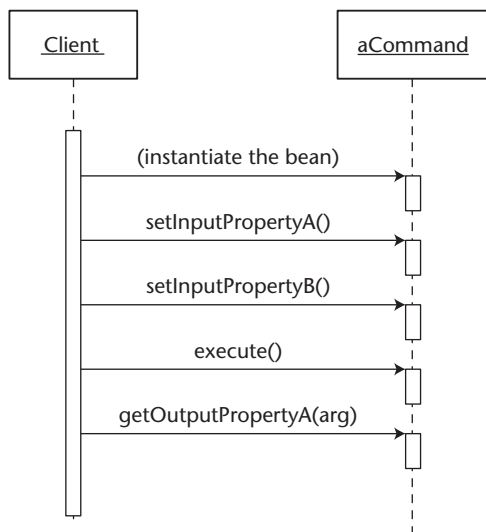 Client
aCommand
(instantiate the bean)
setInputPropertyA()
setInputPropertyB()
execute()
getOutputPropertyA(arg)